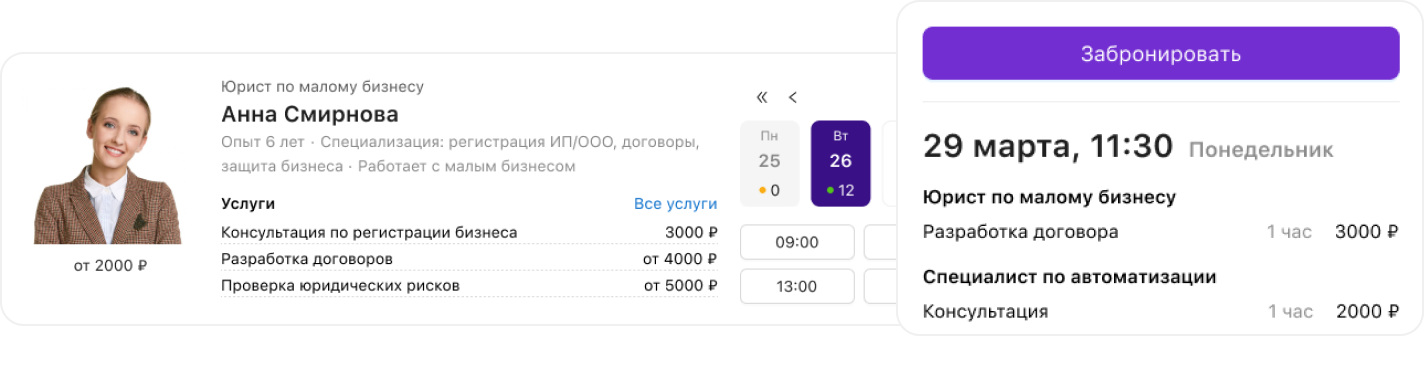 Юрист по малому бизнесу
Анна Смирнова
Опыт 6 лет · Специализация: регистрация ИП/ООО, договоры,
защита бизнеса · Работает с малым бизнесом
Услуги Все услуги
Консультация по регистрации бизнеса 3000 ₽
Разработка договоров от 4000 ₽
Проверка юридических рисков от 5000 ₽
от 2000 ₽
« <
Пн Вт
25 26
0 12
09:00
13:00
Забронировать
29 марта, 11:30 Понедельник
Юрист по малому бизнесу
Разработка договора 1 час 3000 ₽
Специалист по автоматизации
Консультация 1 час 2000 ₽